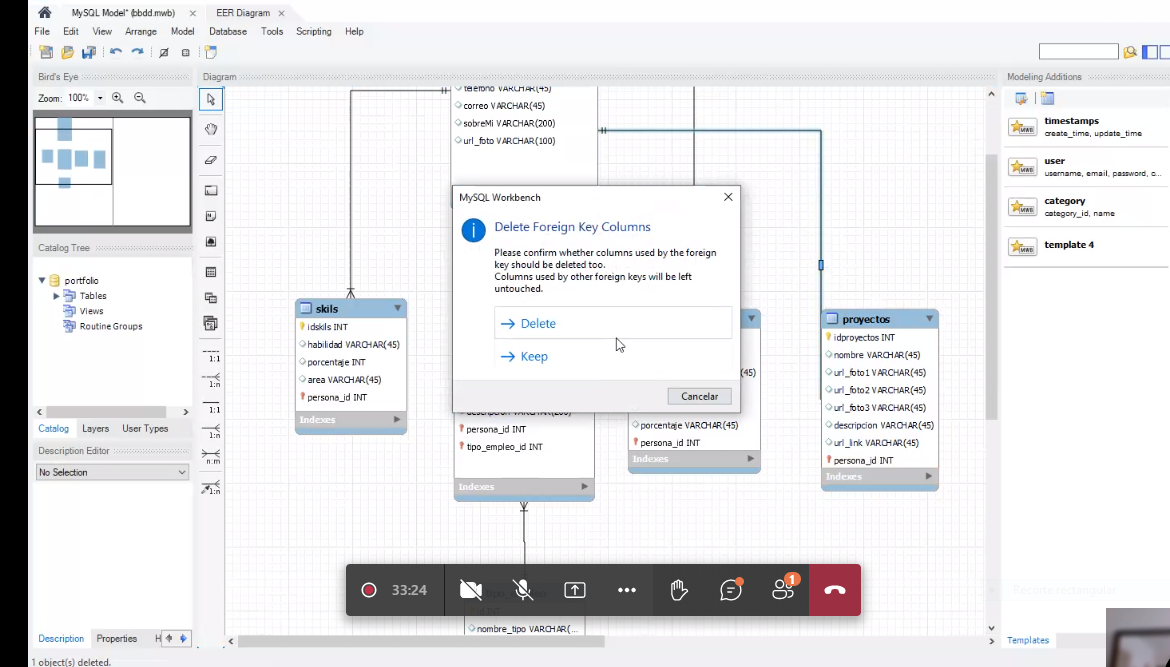 MySQL Model* (bbdd.mwb) ×
EER Diagram ×
File Edit View Arrange Model Database Tools Scripting Help
Bird's Eye
Zoom: 100%
Catalog Tree
portfolio
Tables
Views
Routine Groups
Catalog Layers User Types
Description Editor
No Selection
Description Properties H
1 object(s) deleted.
Diagram
1:1
1:n
1:1
1:n
n:m
1:n
telefono VARCHAR(45)
correo VARCHAR(45)
sobreMi VARCHAR(200)
url_foto VARCHAR(100)
MySQL Workbench
Delete Foreign Key Columns
Please confirm whether columns used by the foreign
key should be deleted too.
Columns used by other foreign keys will be left
untouched.
Delete
Keep
Cancelar
skils
idskils INT
habilidad VARCHAR(45)
porcentaje INT
area VARCHAR(45)
persona_id INT
Indexes
descripcion VARCHAR(200)
persona_id INT
tipo_empleo_id INT
Indexes
45)
porcentaje VARCHAR(45)
persona_id INT
Indexes
proyectos
idproyectos INT
nombre VARCHAR(45)
url_foto1 VARCHAR(45)
url_foto2 VARCHAR(45)
url_foto3 VARCHAR(45)
descripcion VARCHAR(45)
url_link VARCHAR(45)
persona_id INT
Indexes
33:24
1
nombre_tipo VARCHAR(...
Modeling Additions
timestamps
create_time, update_time
user
username, email, password, c...
category
category_id, name
template 4
Templates